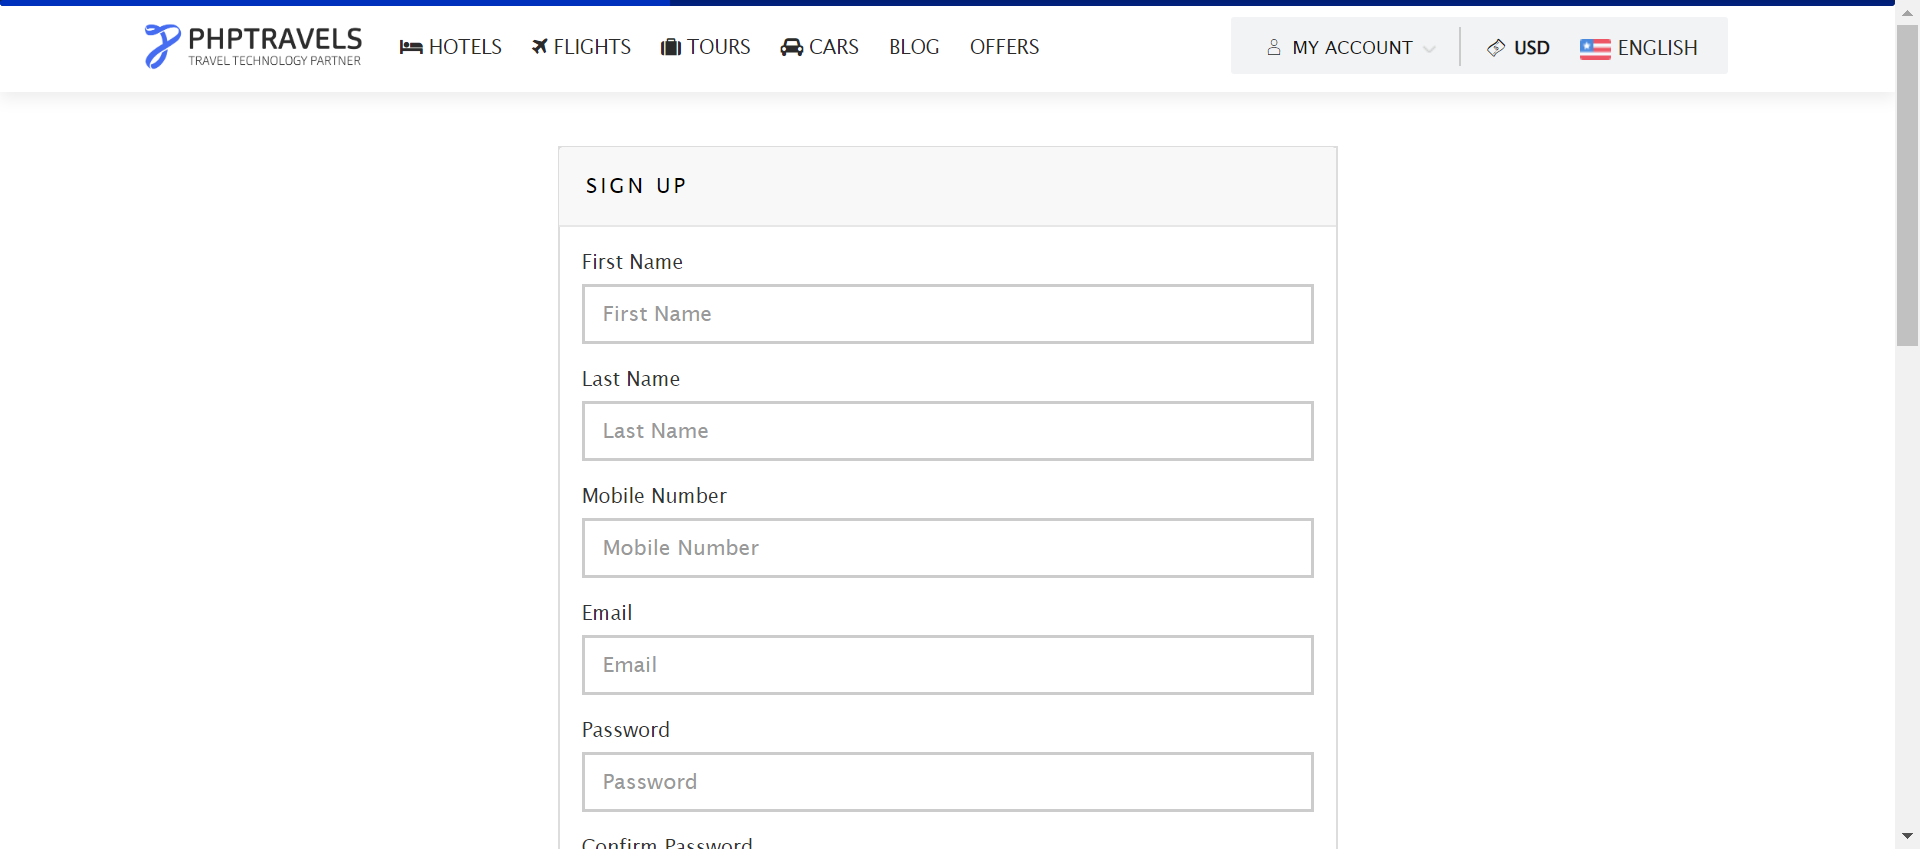 PHPTRAVELS
TRAVEL TECHNOLOGY PARTNER
HOTELS FLIGHTS TOURS CARS BLOG OFFERS
MY ACCOUNT USD ENGLISH
SIGN UP
First Name
First Name
Last Name
Last Name
Mobile Number
Mobile Number
Email
Email
Password
Password
Confirm Password